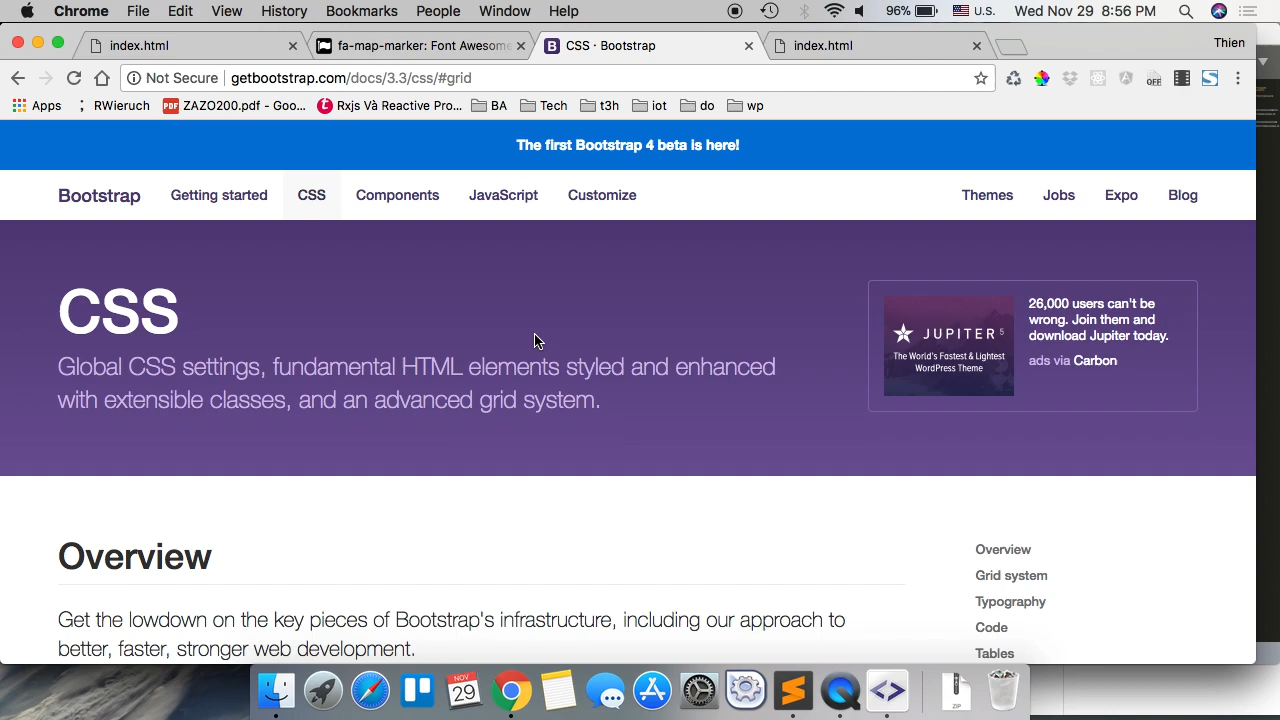 Chrome File Edit View History Bookmarks People Window Help 96% U.S. Wed Nov 29 8:56 PM
index.html fa-map-marker: Font Awesome CSS · Bootstrap index.html Thien
Not Secure getbootstrap.com/docs/3.3/css/#grid
Apps RWieruch ZAZO200.pdf - Goo... Rxjs Và Reactive Pro... BA Tech t3h iot do wp
The first Bootstrap 4 beta is here!
Bootstrap Getting started CSS Components JavaScript Customize Themes Jobs Expo Blog
CSS
Global CSS settings, fundamental HTML elements styled and enhanced
with extensible classes, and an advanced grid system.
JUPITER 5
The World's Fastest & Lightest
WordPress Theme
26,000 users can't be
wrong. Join them and
download Jupiter today.
ads via Carbon
Overview
Get the lowdown on the key pieces of Bootstrap's infrastructure, including our approach to
better, faster, stronger web development.
Overview
Grid system
Typography
Code
Tables
NOV
29
ZIP